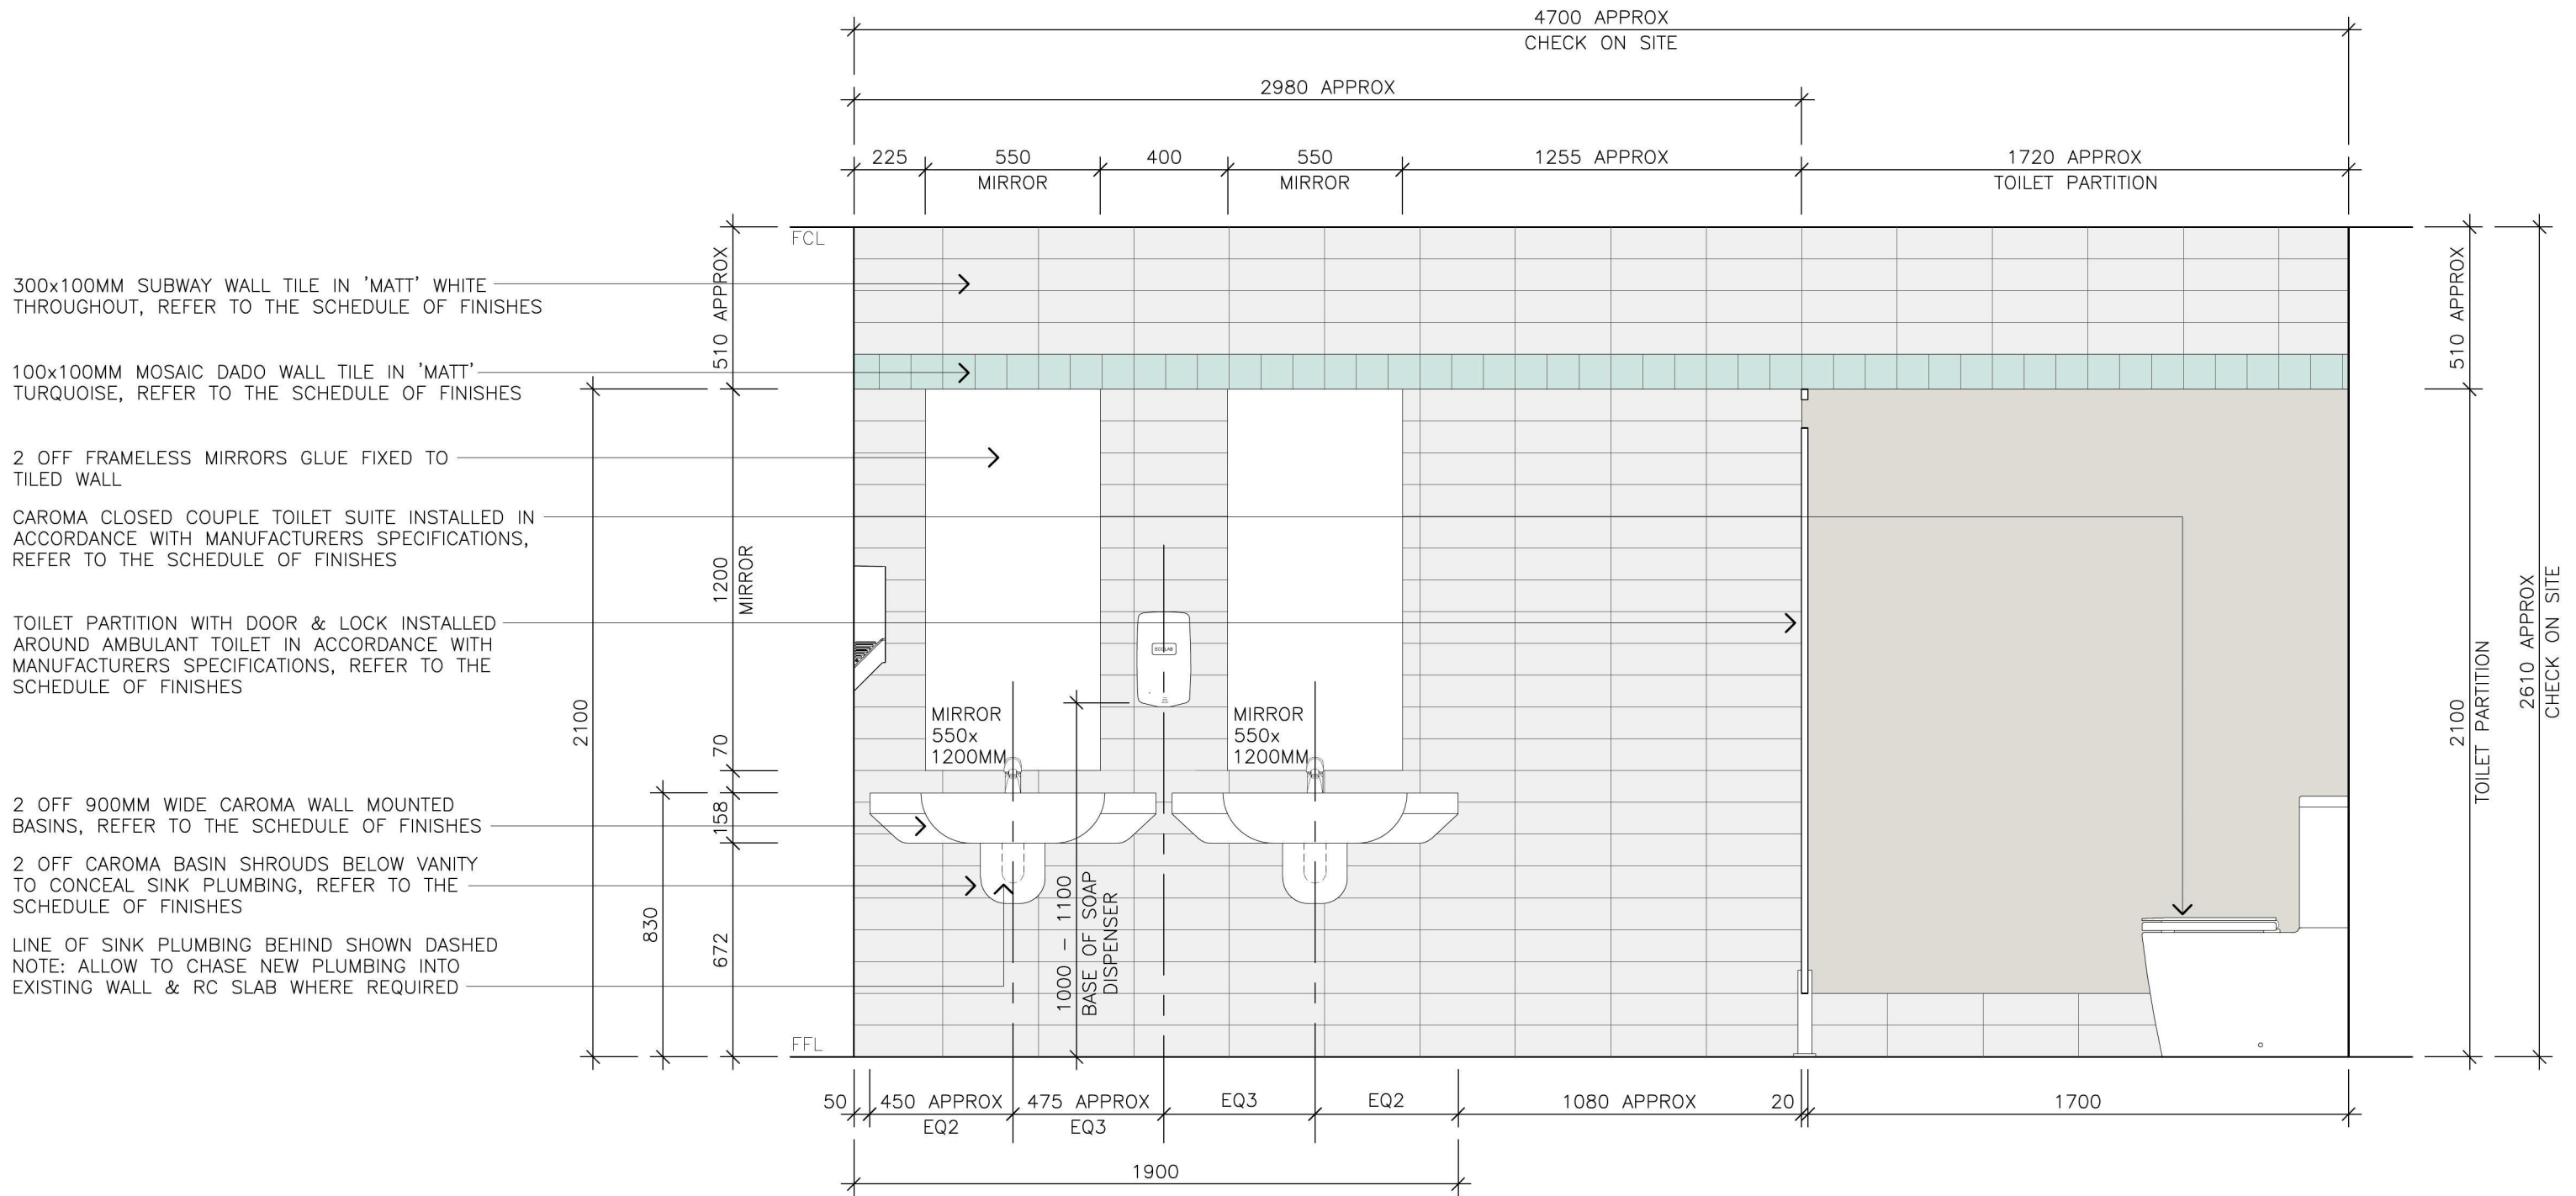 4700 APPROX
CHECK ON SITE
2980 APPROX
225
550
MIRROR
400
550
MIRROR
1255 APPROX
1720 APPROX
TOILET PARTITION
FCL
510 APPROX
510 APPROX
300x100MM SUBWAY WALL TILE IN 'MATT' WHITE
THROUGHOUT, REFER TO THE SCHEDULE OF FINISHES
100x100MM MOSAIC DADO WALL TILE IN 'MATT'
TURQUOISE, REFER TO THE SCHEDULE OF FINISHES
2 OFF FRAMELESS MIRRORS GLUE FIXED TO
TILED WALL
CAROMA CLOSED COUPLE TOILET SUITE INSTALLED IN
ACCORDANCE WITH MANUFACTURERS SPECIFICATIONS,
REFER TO THE SCHEDULE OF FINISHES
TOILET PARTITION WITH DOOR & LOCK INSTALLED
AROUND AMBULANT TOILET IN ACCORDANCE WITH
MANUFACTURERS SPECIFICATIONS, REFER TO THE
SCHEDULE OF FINISHES
2 OFF 900MM WIDE CAROMA WALL MOUNTED
BASINS, REFER TO THE SCHEDULE OF FINISHES
2 OFF CAROMA BASIN SHROUDS BELOW VANITY
TO CONCEAL SINK PLUMBING, REFER TO THE
SCHEDULE OF FINISHES
LINE OF SINK PLUMBING BEHIND SHOWN DASHED
NOTE: ALLOW TO CHASE NEW PLUMBING INTO
EXISTING WALL & RC SLAB WHERE REQUIRED
2100
830
1200
MIRROR
70
158
672
ECOLAB
MIRROR
550x
1200MM
MIRROR
550x
1200MM
1000 - 1100
BASE OF SOAP
DISPENSER
2100
TOILET PARTITION
2610 APPROX
CHECK ON SITE
FFL
50
450 APPROX
EQ2
475 APPROX
EQ3
EQ3
EQ2
1080 APPROX
20
1700
1900